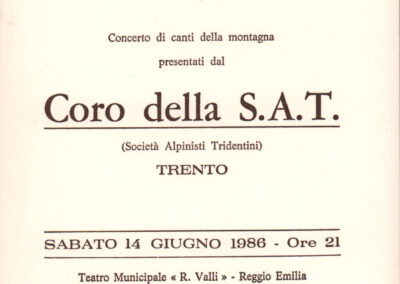 Concerto di canti della montagna
presentati dal
Coro della S.A.T.
(Società Alpinisti Tridentini)
TRENTO
SABATO 14 GIUGNO 1986 - Ore 21
Teatro Municipale « R. Valli » - Reggio Emilia